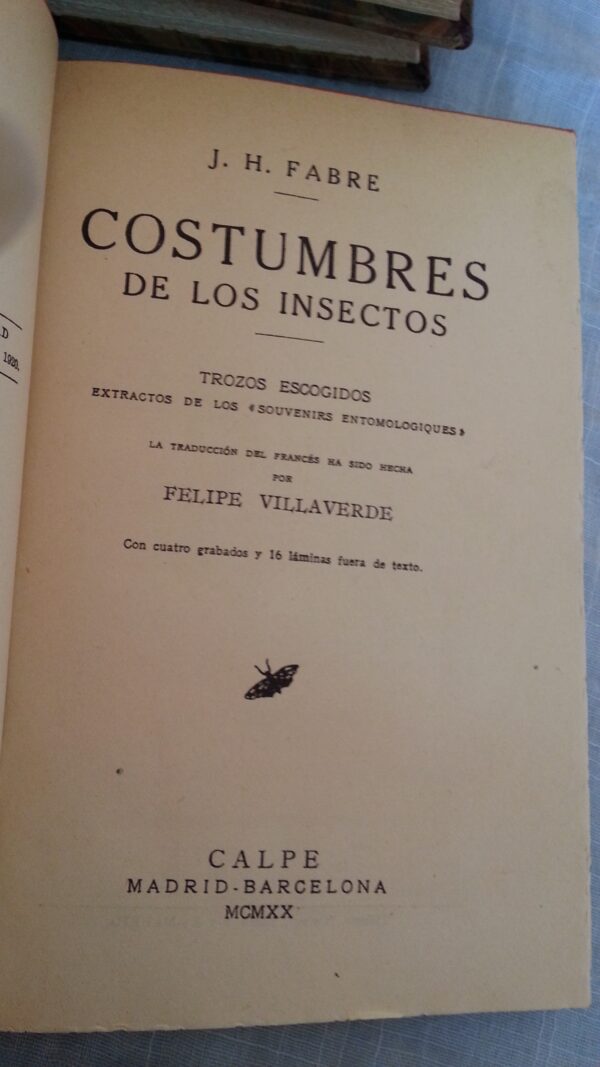 D
1920.
J. H. FABRE
COSTUMBRES
DE LOS INSECTOS
TROZOS ESCOGIDOS
EXTRACTOS DE LOS «SOUVENIRS ENTOMOLOGIQUES»
LA TRADUCCIÓN DEL FRANCÉS HA SIDO HECHA
POR
FELIPE VILLAVERDE
Con cuatro grabados y 16 láminas fuera de texto.
CALPE
MADRID-BARCELONA
MCMXX